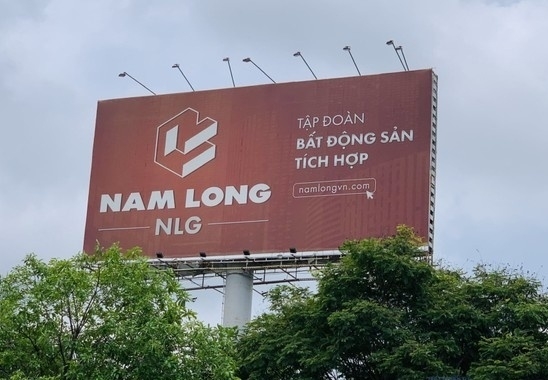 NAM LONG
NLG
TẬP ĐOÀN
BẤT ĐỘNG SẢN
TÍCH HỢP
namlongvn.com